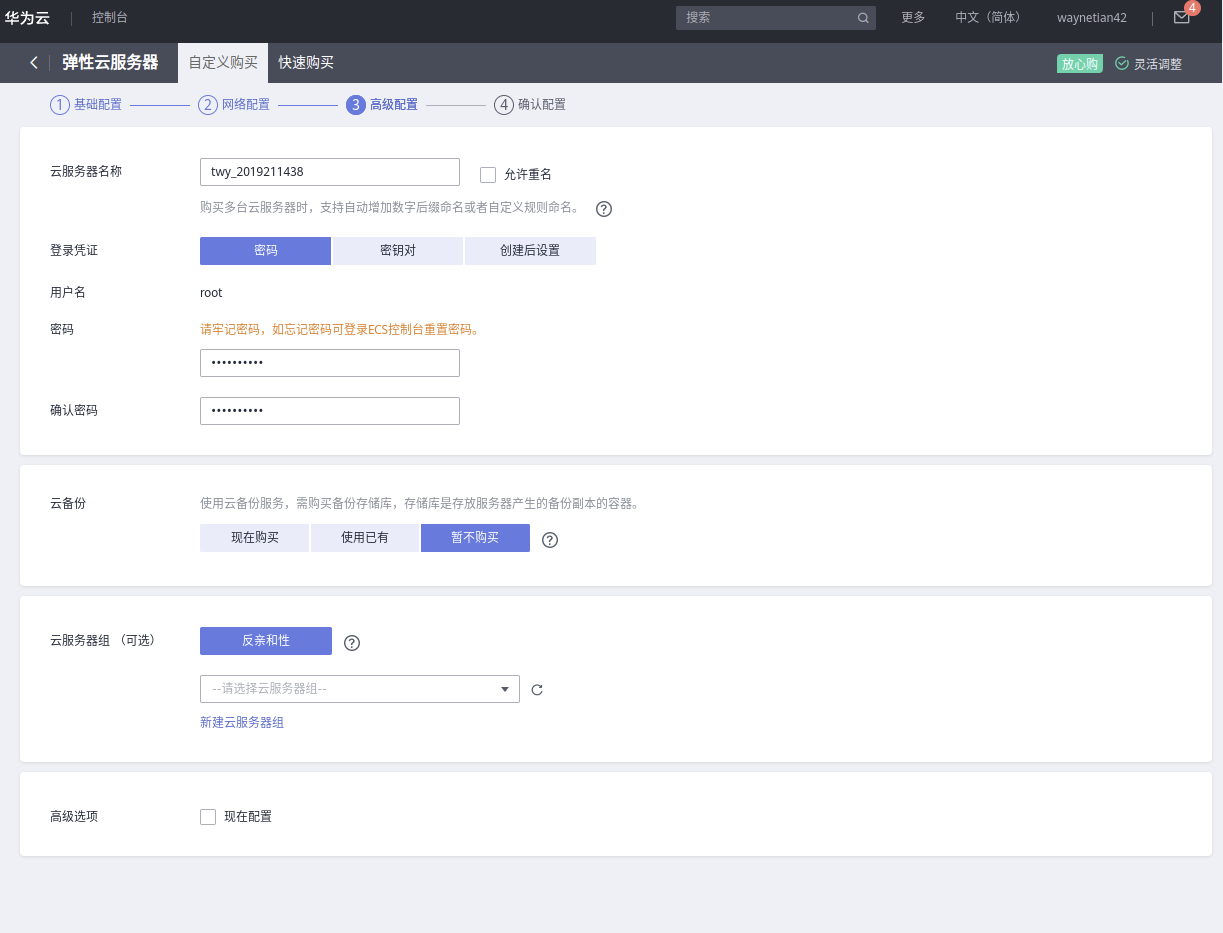 华为云 控制台 搜索 更多 中文（简体） waynetian42 4
弹性云服务器 自定义购买 快速购买 放心购 灵活调整
1 基础配置 2 网络配置 3 高级配置 4 确认配置
云服务器名称 twy_2019211438 允许重名
购买多台云服务器时，支持自动增加数字后缀命名或者自定义规则命名。 ?
登录凭证 密码 密钥对 创建后设置
用户名 root
密码 请牢记密码，如忘记密码可登录ECS控制台重置密码。
••••••••••
确认密码 ••••••••••
云备份 使用云备份服务，需购买备份存储库，存储库是存放服务器产生的备份副本的容器。
现在购买 使用已有 暂不购买 ?
云服务器组 （可选） 反亲和性 ?
--请选择云服务器组--
新建云服务器组
高级选项 现在配置